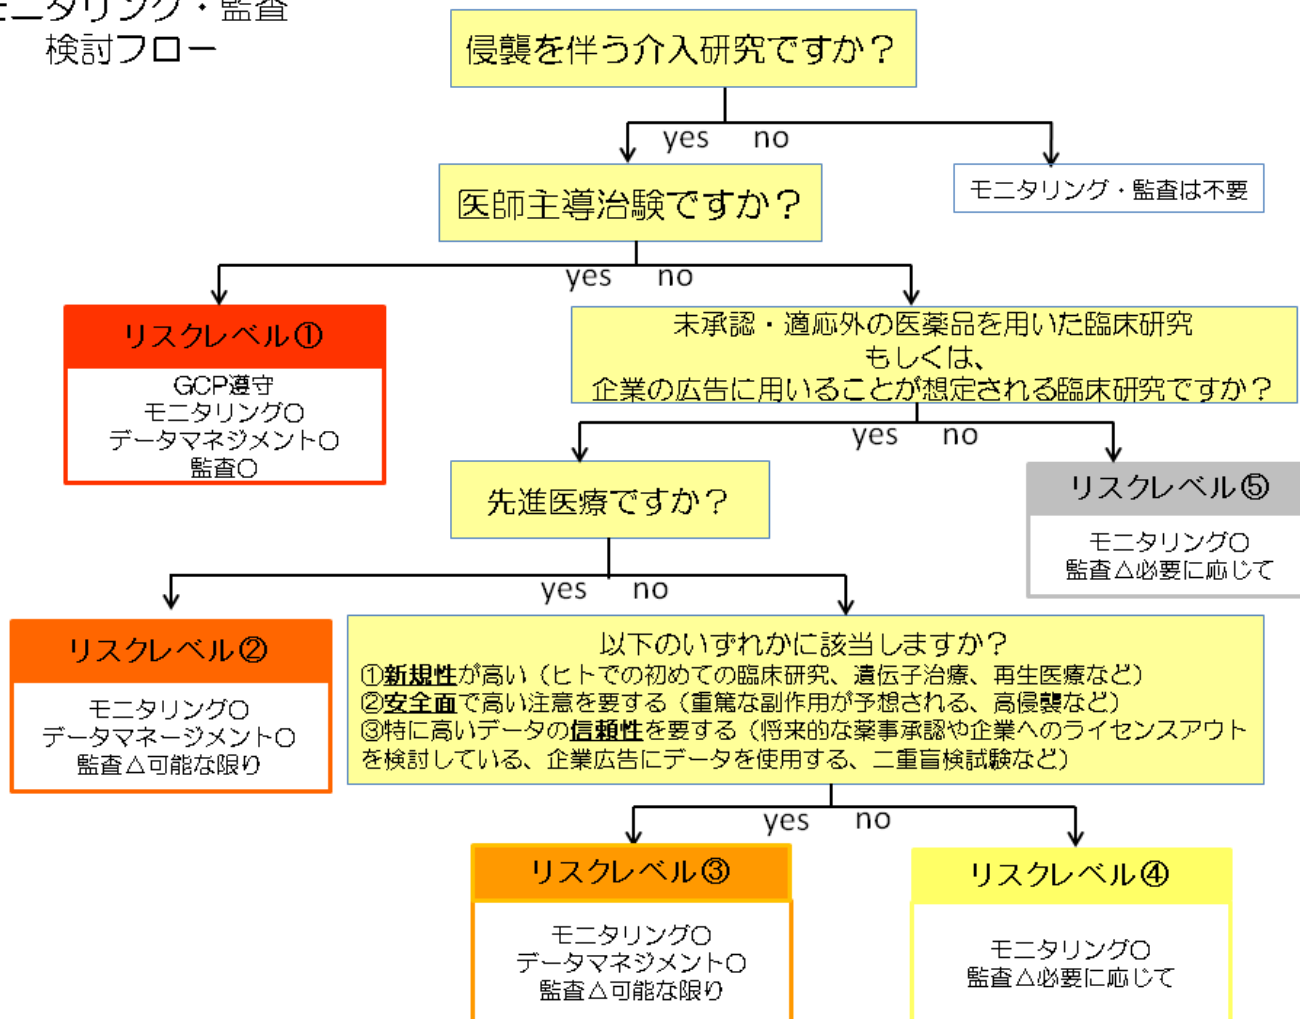 モニタリング・監査
検討フロー
侵襲を伴う介入研究ですか？
yes no
モニタリング・監査は不要
医師主導治験ですか？
yes no
リスクレベル①
GCP遵守
モニタリング○
データマネジメント○
監査○
未承認・適応外の医薬品を用いた臨床研究
もしくは、
企業の広告に用いることが想定される臨床研究ですか？
yes no
先進医療ですか？
リスクレベル⑤
モニタリング○
監査△必要に応じて
yes no
リスクレベル②
モニタリング○
データマネージメント○
監査△可能な限り
以下のいずれかに該当しますか？
①新規性が高い（ヒトでの初めての臨床研究、遺伝子治療、再生医療など）
②安全面で高い注意を要する（重篤な副作用が予想される、高侵襲など）
③特に高いデータの信頼性を要する（将来的な薬事承認や企業へのライセンスアウト
を検討している、企業広告にデータを使用する、二重盲検試験など）
yes no
リスクレベル③
モニタリング○
データマネジメント○
監査△可能な限り
リスクレベル④
モニタリング○
監査△必要に応じて